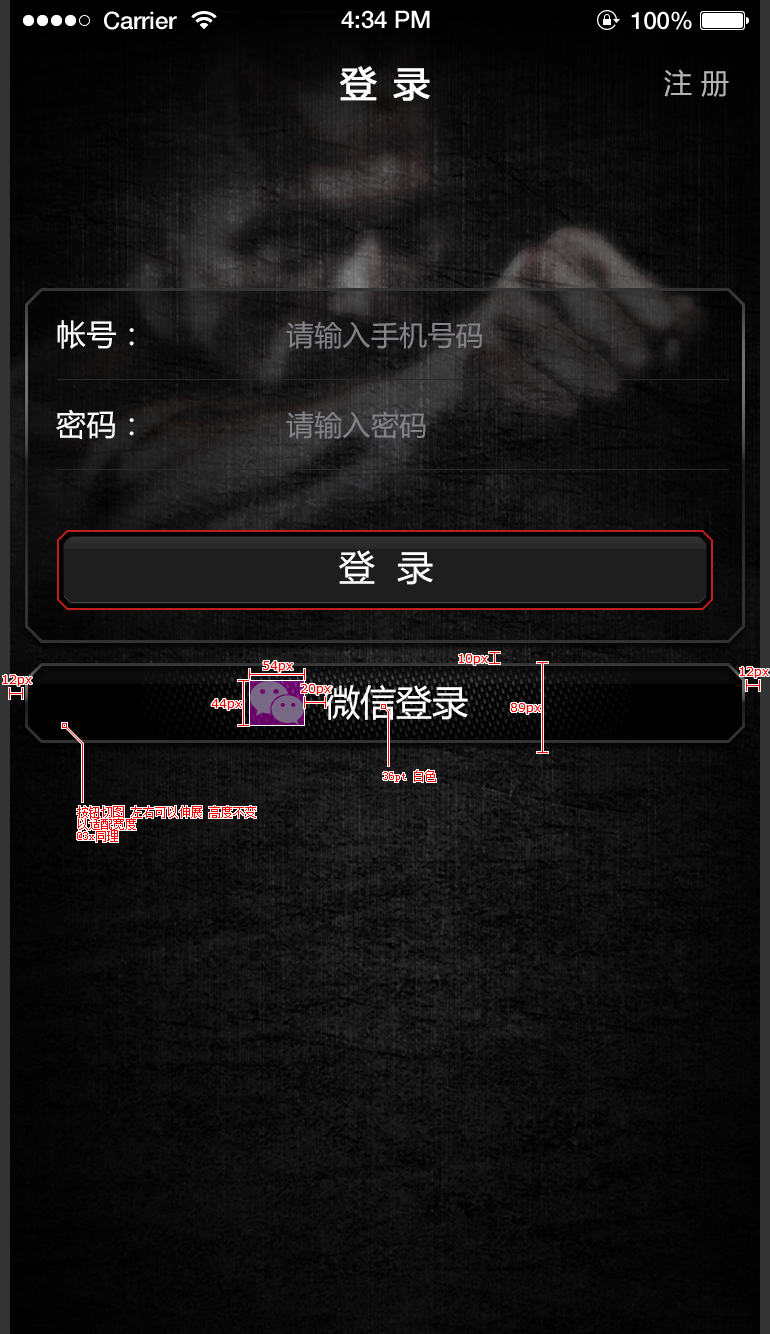 Carrier 4:34 PM 100%
登 录 注 册
帐号： 请输入手机号码
密码： 请输入密码
登 录
10px
54px
12px 12px
20px
44px 微信登录 89px
36pt 白色
按钮切图 左右可以伸展 高度不变
以适配宽度
@3x同理